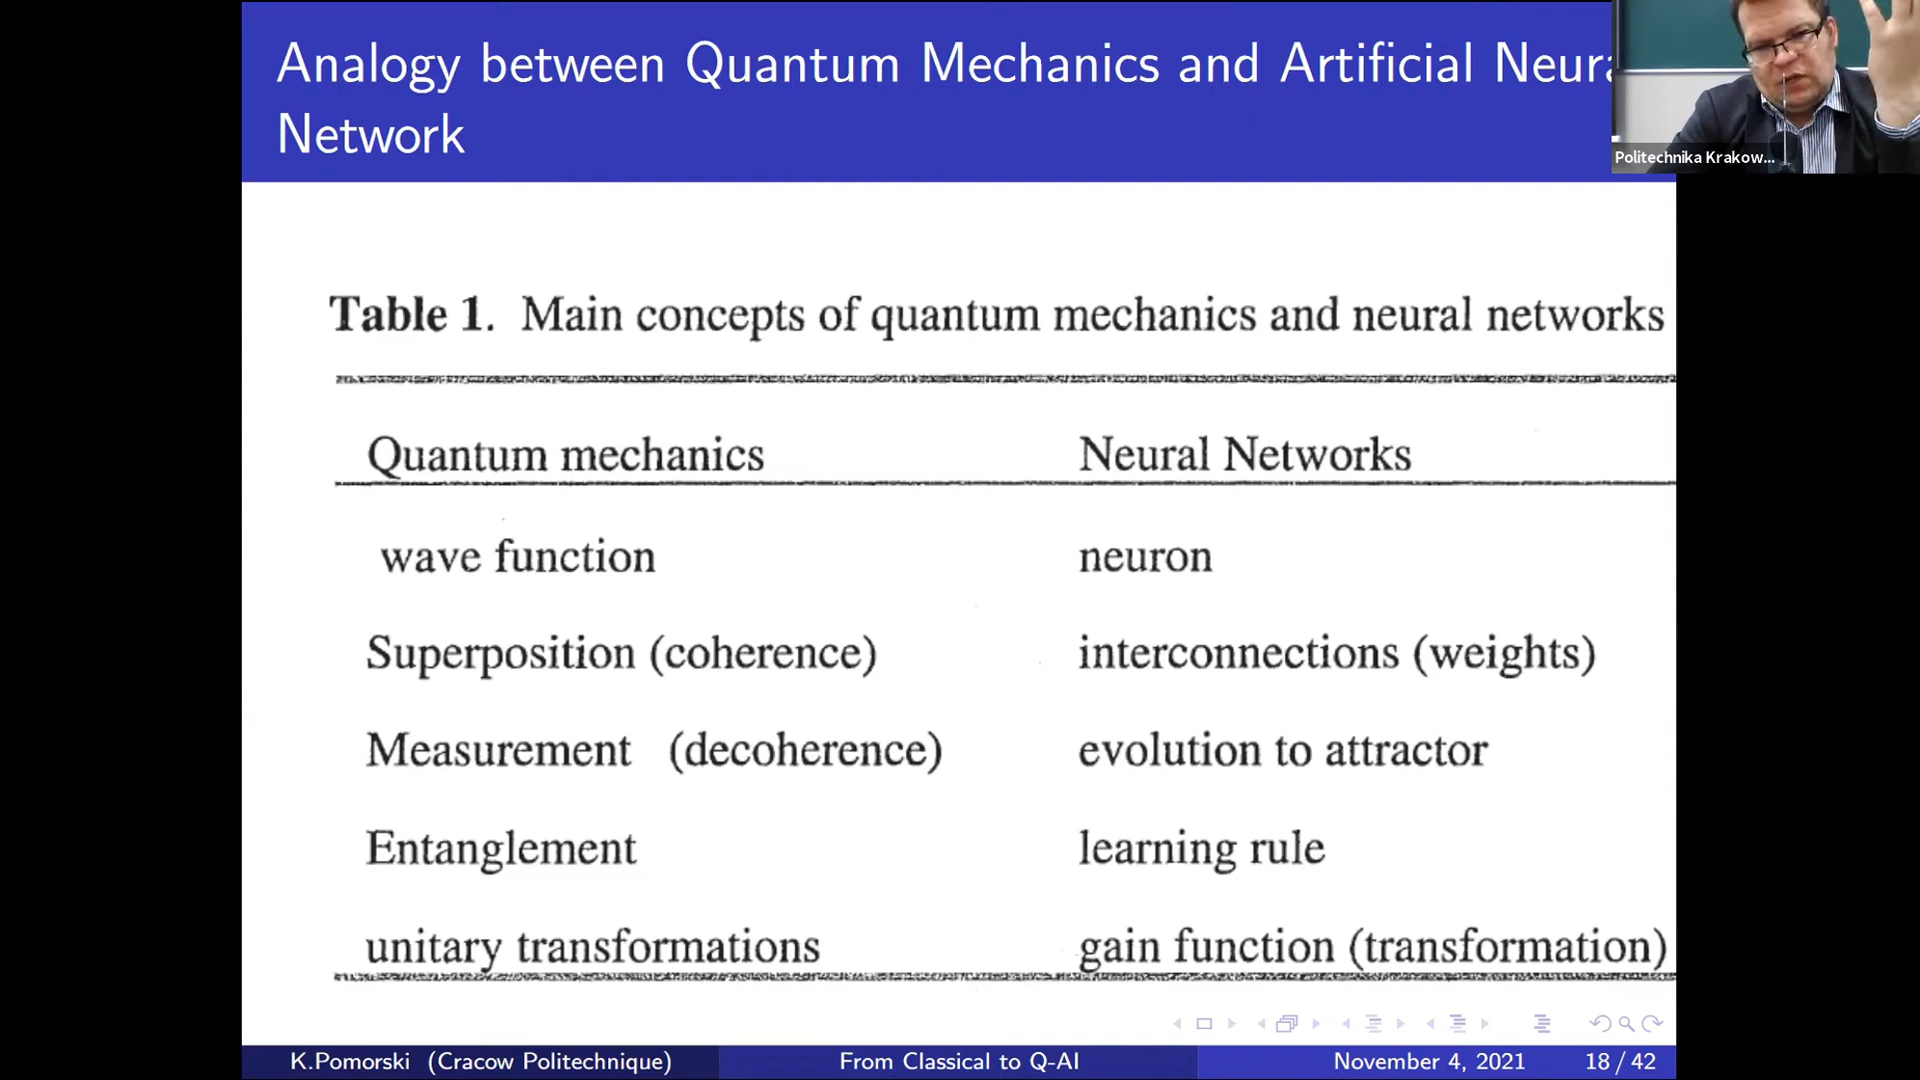 Analogy between Quantum Mechanics and Artificial Neura
Network
Politechnika Krakow...
Table 1. Main concepts of quantum mechanics and neural networks
Quantum mechanics Neural Networks
wave function neuron
Superposition (coherence) interconnections (weights)
Measurement (decoherence) evolution to attractor
Entanglement learning rule
unitary transformations gain function (transformation)
K.Pomorski (Cracow Politechnique) From Classical to Q-AI November 4, 2021 18 / 42